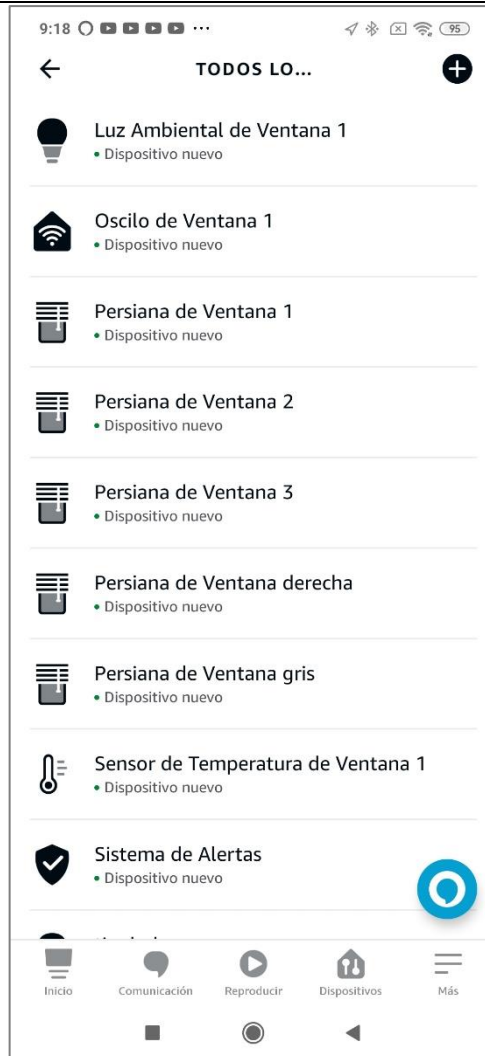 9:18
95
TODOS LO...
Luz Ambiental de Ventana 1
• Dispositivo nuevo
Oscilo de Ventana 1
• Dispositivo nuevo
Persiana de Ventana 1
• Dispositivo nuevo
Persiana de Ventana 2
• Dispositivo nuevo
Persiana de Ventana 3
• Dispositivo nuevo
Persiana de Ventana derecha
• Dispositivo nuevo
Persiana de Ventana gris
• Dispositivo nuevo
Sensor de Temperatura de Ventana 1
• Dispositivo nuevo
Sistema de Alertas
• Dispositivo nuevo
Inicio Comunicación Reproducir Dispositivos Más